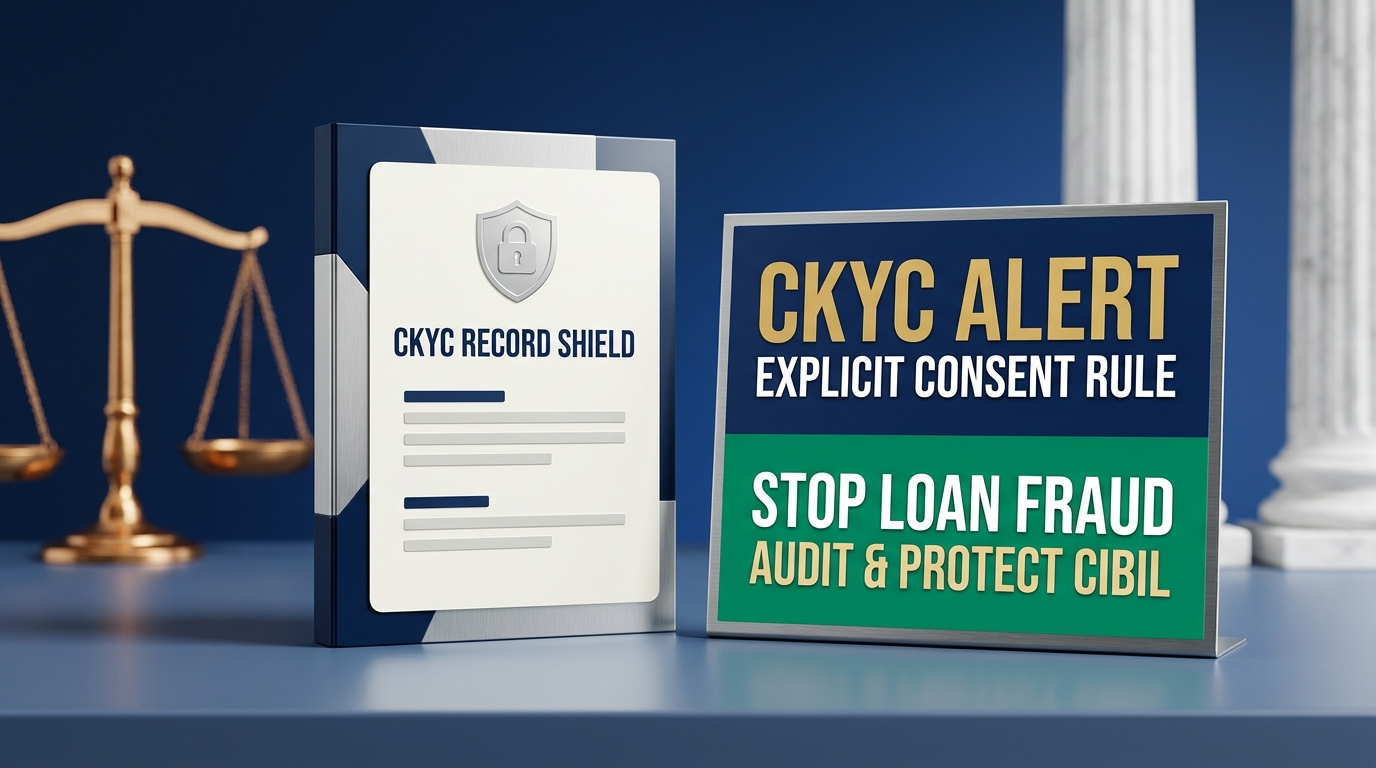 CKYC RECORD SHIELD
CKYC ALERT
EXPLICIT CONSENT RULE
STOP LOAN FRAUD
AUDIT & PROTECT CIBIL